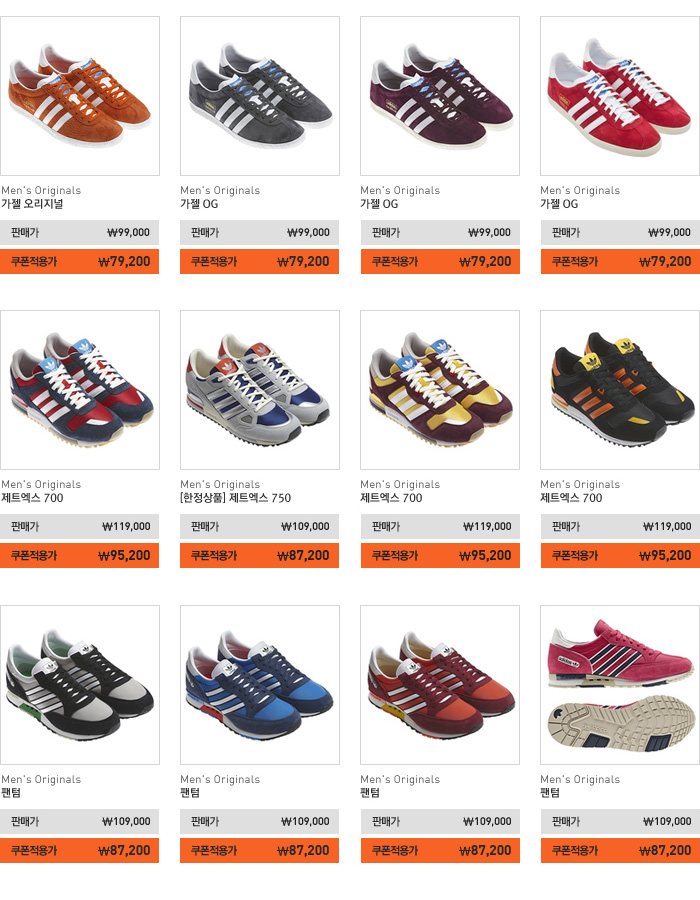 Men's Originals
가젤 오리지널
판매가 ₩99,000
쿠폰적용가 ₩79,200
Men's Originals
가젤 OG
판매가 ₩99,000
쿠폰적용가 ₩79,200
Men's Originals
가젤 OG
판매가 ₩99,000
쿠폰적용가 ₩79,200
Men's Originals
가젤 OG
판매가 ₩99,000
쿠폰적용가 ₩79,200
Men's Originals
제트엑스 700
판매가 ₩119,000
쿠폰적용가 ₩95,200
Men's Originals
[한정상품] 제트엑스 750
판매가 ₩109,000
쿠폰적용가 ₩87,200
Men's Originals
제트엑스 700
판매가 ₩119,000
쿠폰적용가 ₩95,200
Men's Originals
제트엑스 700
판매가 ₩119,000
쿠폰적용가 ₩95,200
Men's Originals
팬텀
판매가 ₩109,000
쿠폰적용가 ₩87,200
Men's Originals
팬텀
판매가 ₩109,000
쿠폰적용가 ₩87,200
Men's Originals
팬텀
판매가 ₩109,000
쿠폰적용가 ₩87,200
Men's Originals
팬텀
판매가 ₩109,000
쿠폰적용가 ₩87,200